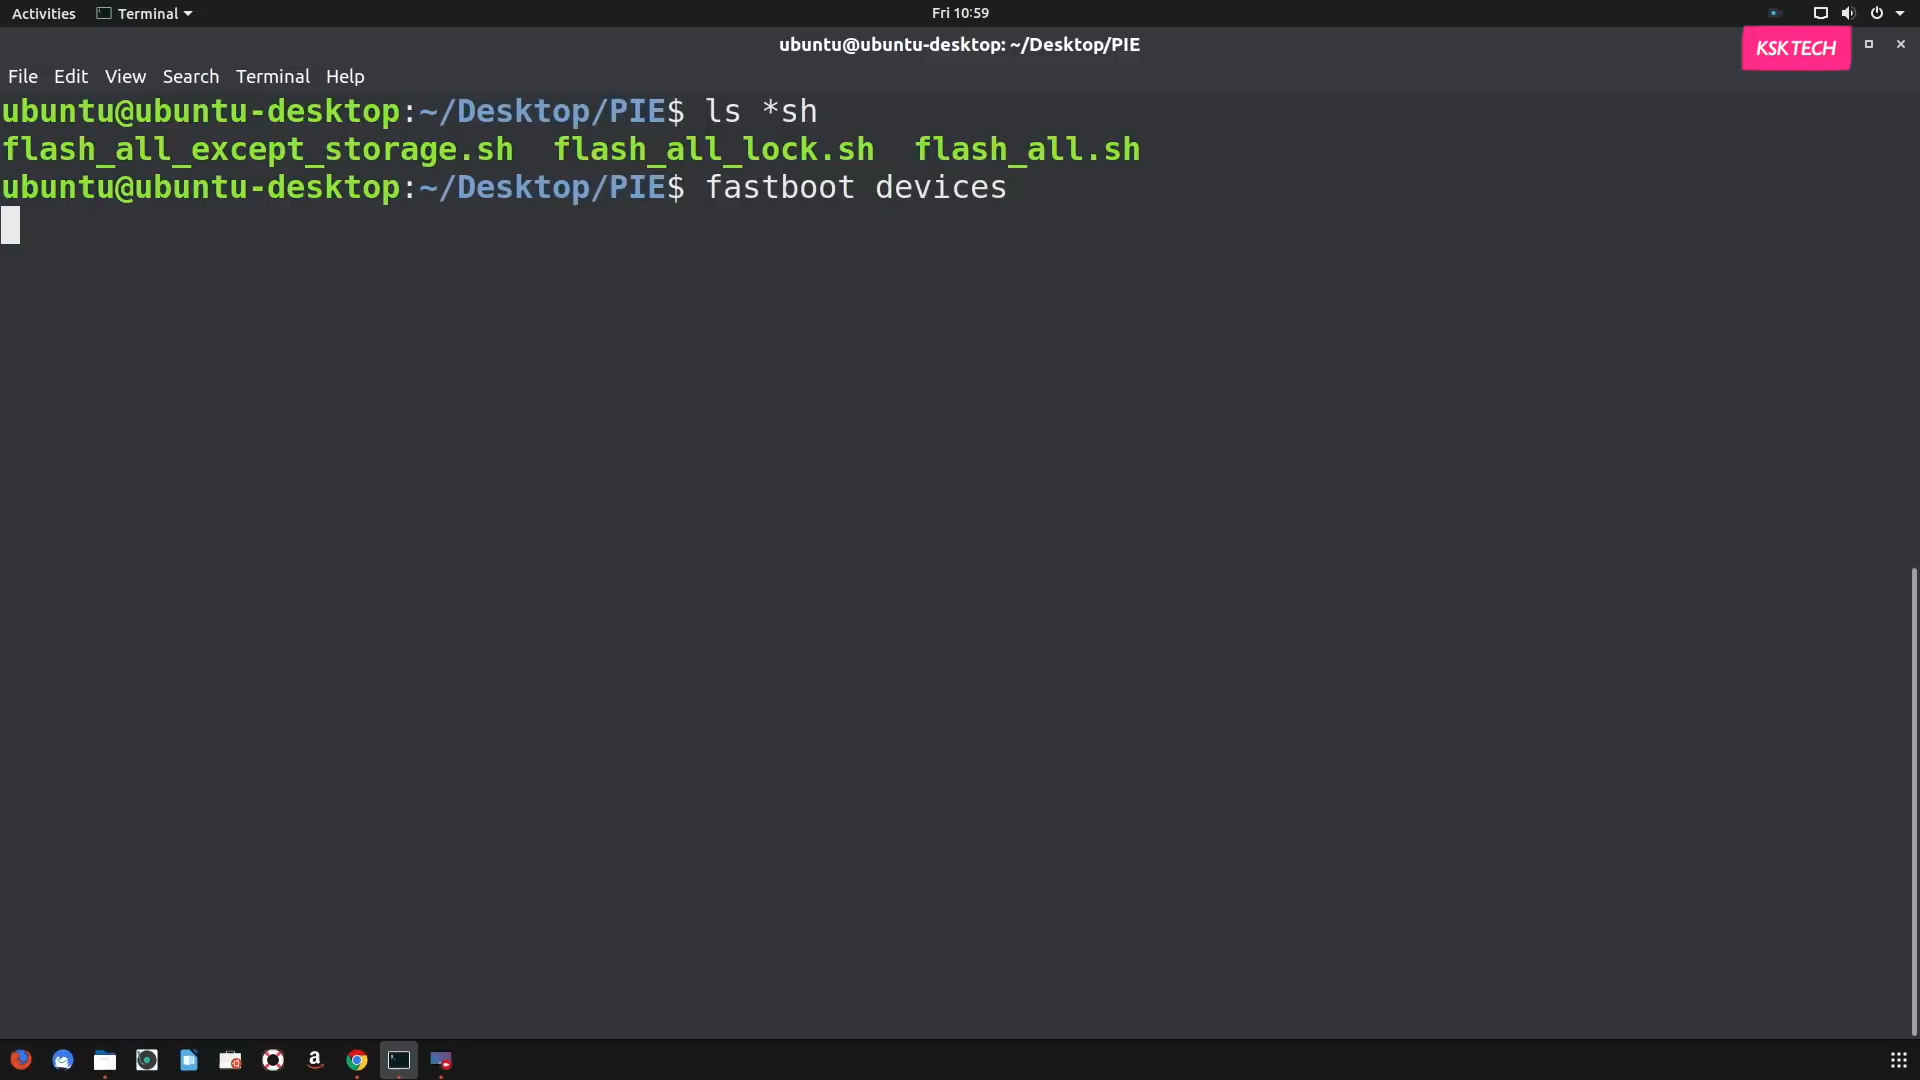 Activities Terminal Fri 10:59
ubuntu@ubuntu-desktop: ~/Desktop/PIE
KSK TECH
File Edit View Search Terminal Help
ubuntu@ubuntu-desktop:~/Desktop/PIE$ ls *sh
flash_all_except_storage.sh flash_all_lock.sh flash_all.sh
ubuntu@ubuntu-desktop:~/Desktop/PIE$ fastboot devices